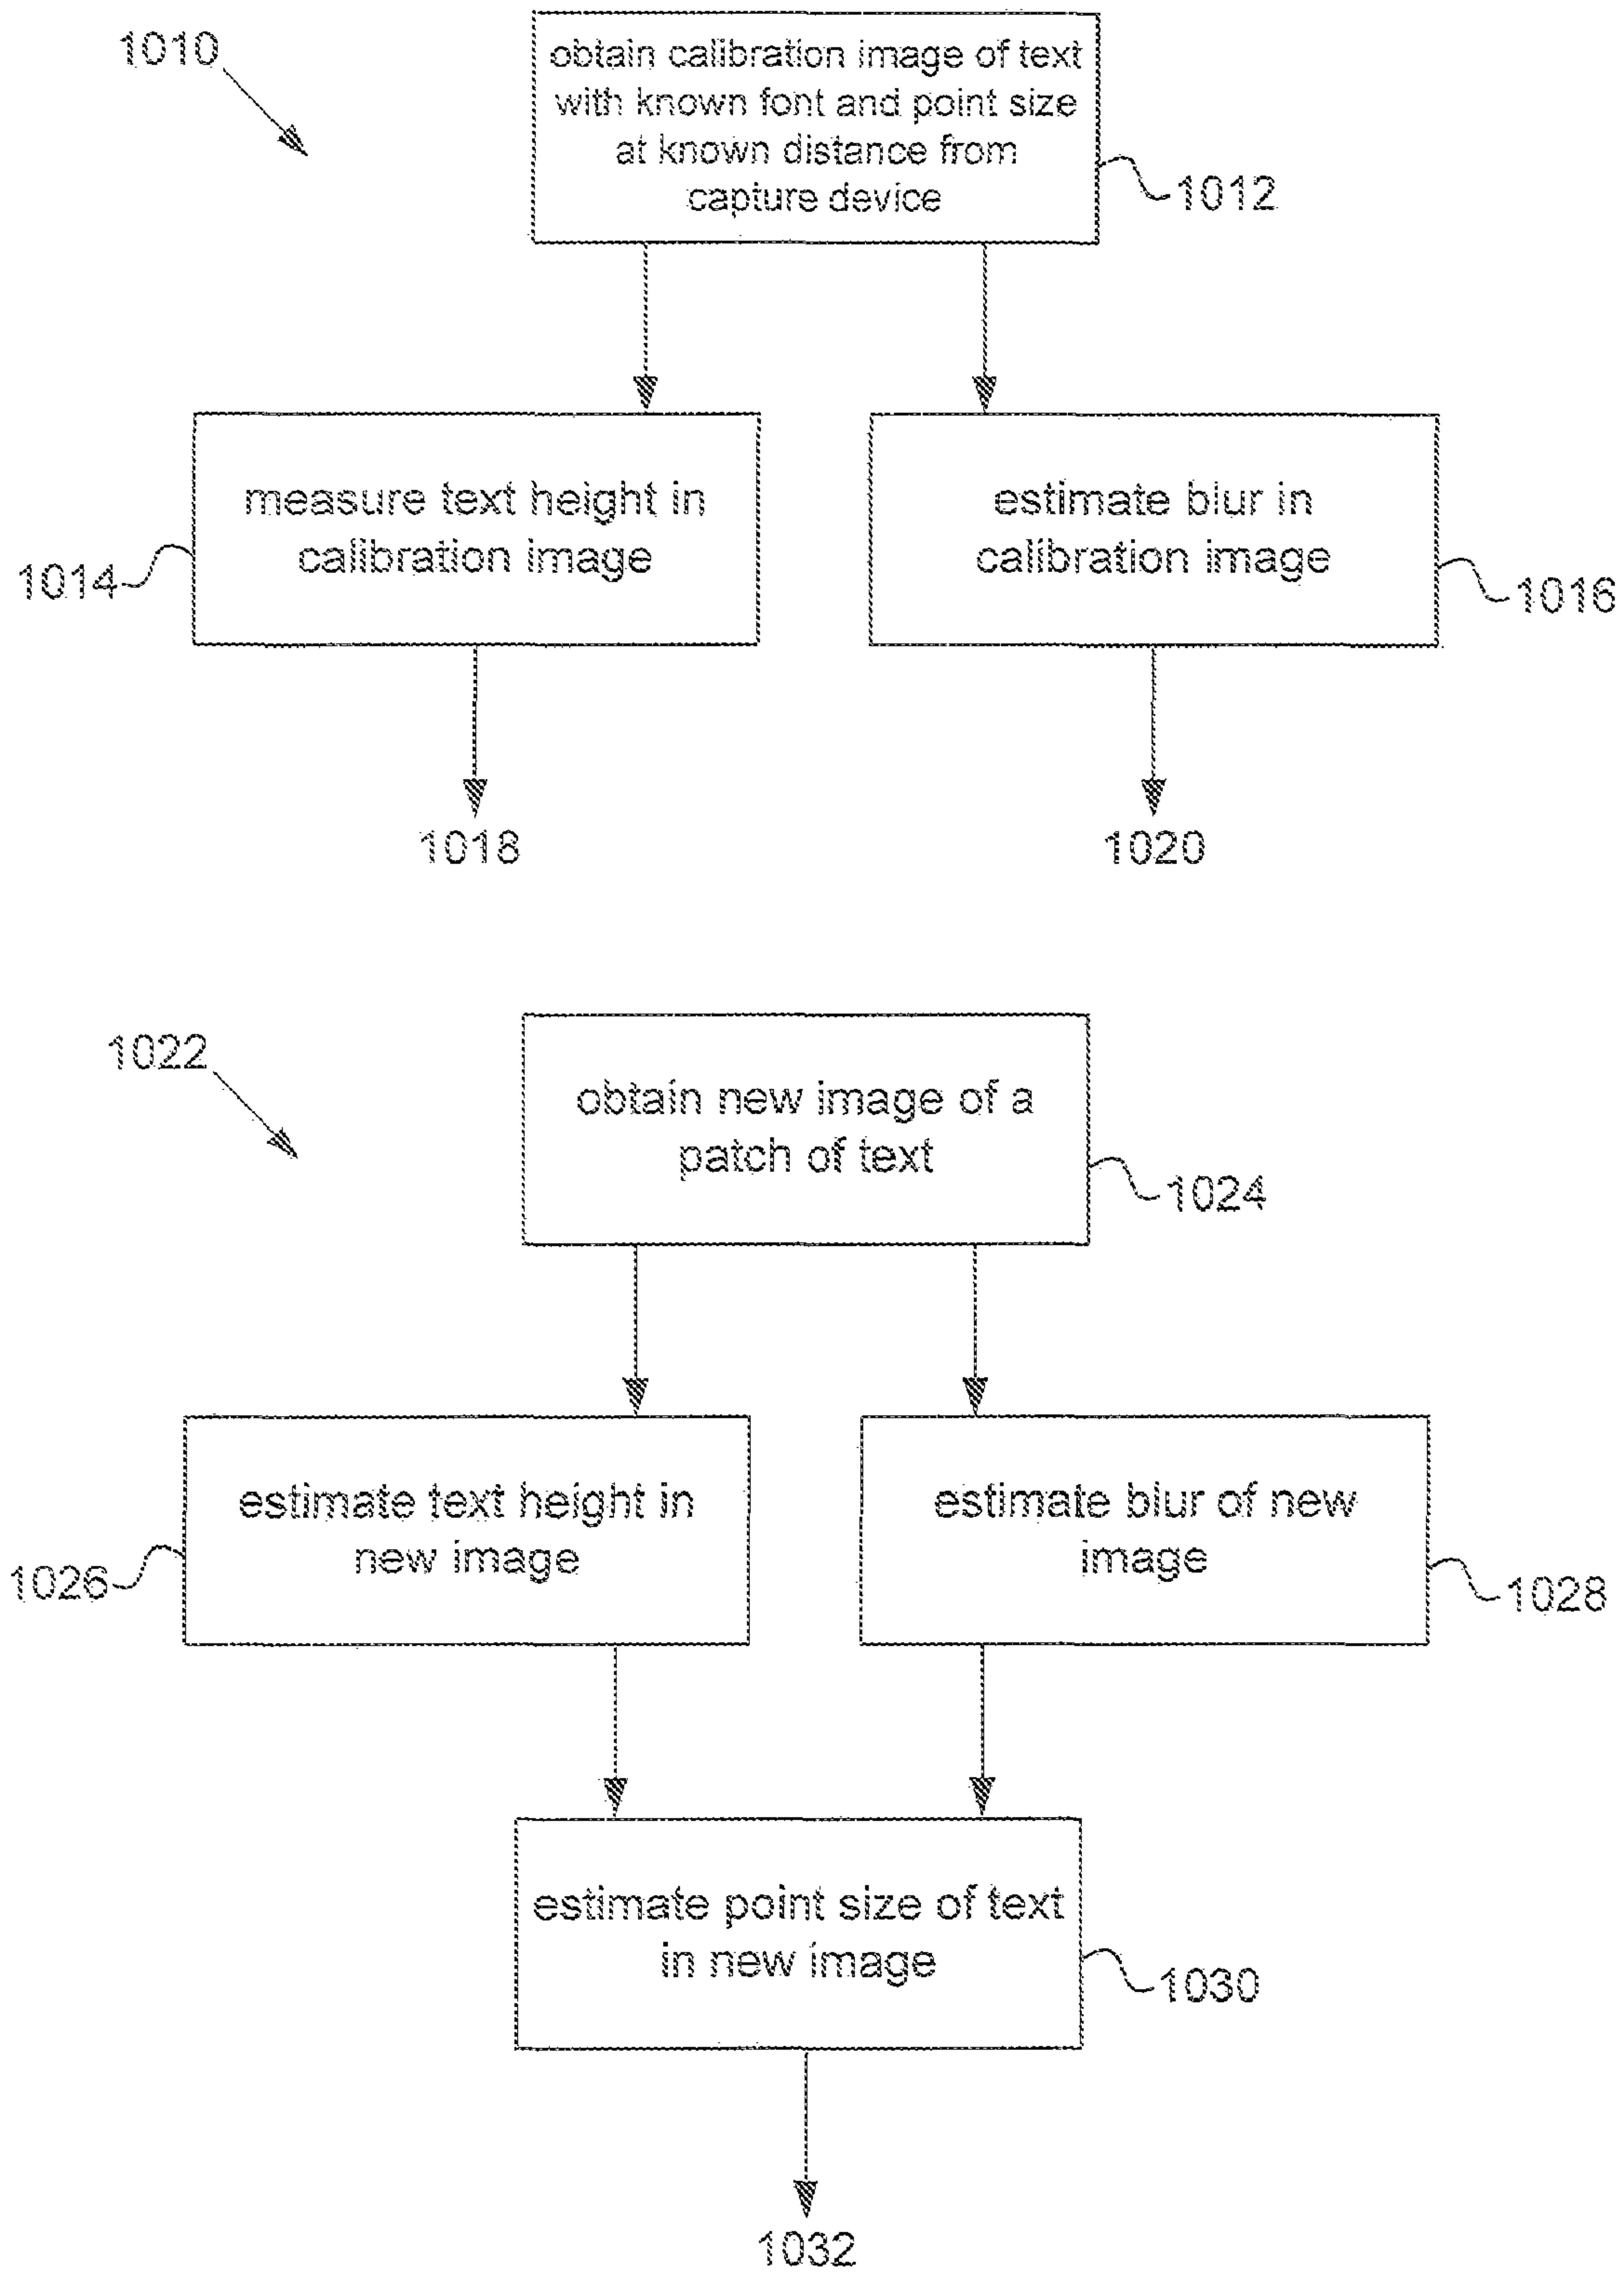 1010
obtain calibration image of text
with known font and point size
at known distance from
capture device
1012
measure text height in
calibration image
1014
estimate blur in
calibration image
1016
1018
1020
1022
obtain new image of a
patch of text
1024
estimate text height in
new image
1026
estimate blur of new
image
1028
estimate point size of text
in new image
1030
1032